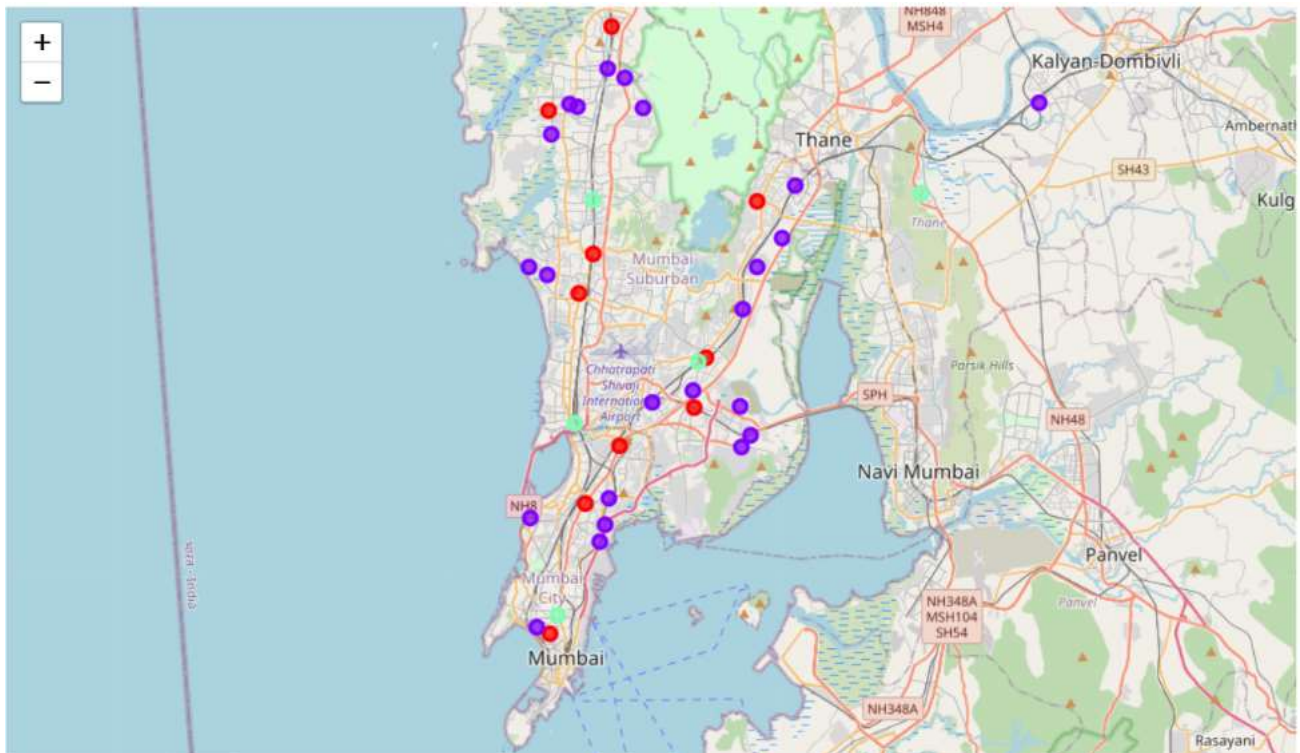 +
−
NH848
MSH4
Kalyan-Dombivli
Ambernath
Thane
SH43
Kulg
Thane
Mumbai
Suburban
Chhatrapati
Shivaji
International
Airport
Parsik Hills
SPH
NH48
Navi Mumbai
NH8
Panvel
Mumbai
City
NH348A
MSH104
SH54
Panvel
Mumbai
NH348A
Rasayani